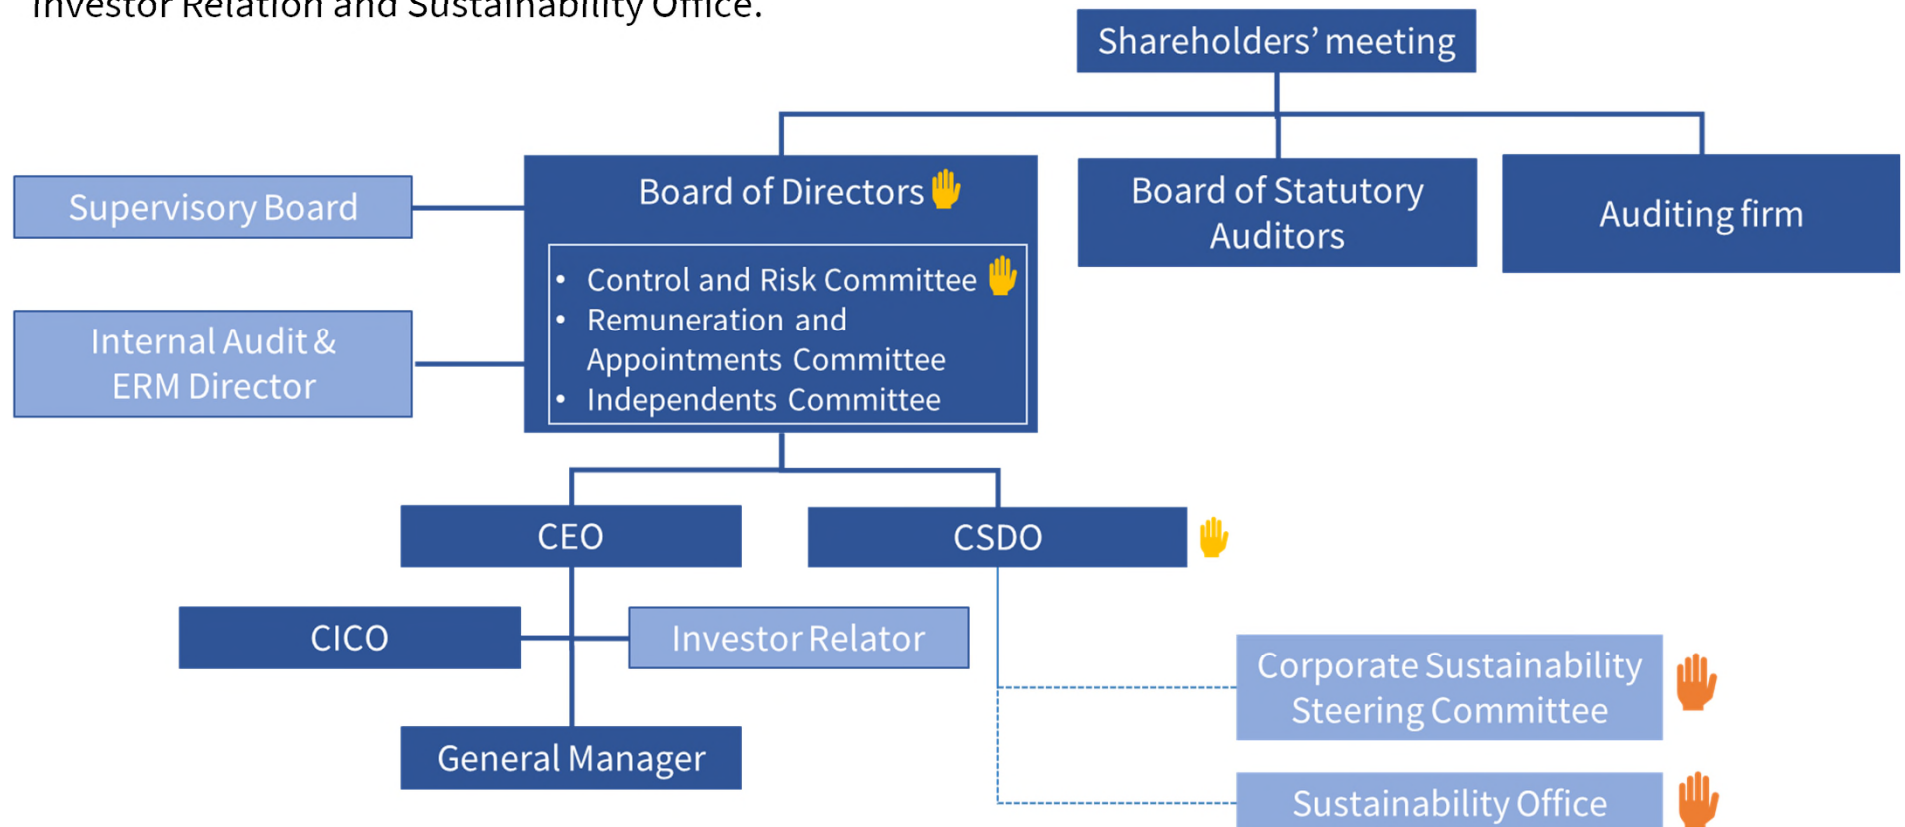 Investor Relation and Sustainability Office.
Shareholders’ meeting
Supervisory Board
Board of Directors
Board of Statutory
Auditors
Auditing firm
• Control and Risk Committee
• Remuneration and
Appointments Committee
• Independents Committee
Internal Audit &
ERM Director
CEO
CSDO
CICO
Investor Relator
Corporate Sustainability
Steering Committee
General Manager
Sustainability Office